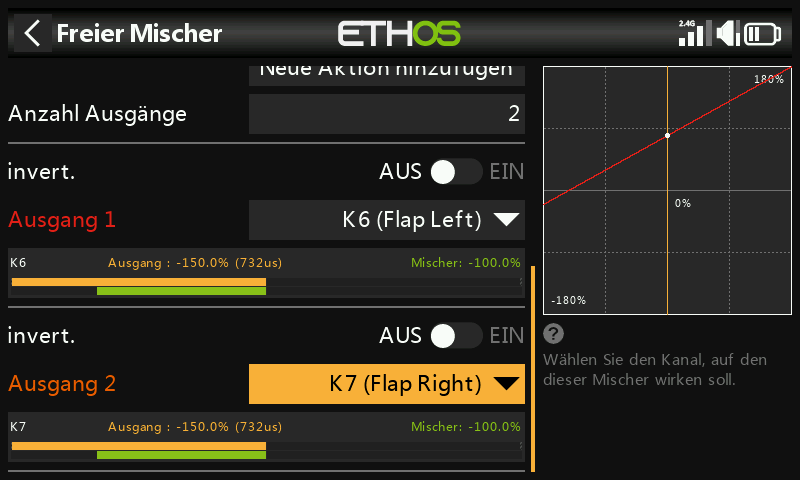 Freier Mischer
ETHOS
2.4G
Neue Aktion hinzufügen
Anzahl Ausgänge
2
invert.
AUS
EIN
Ausgang 1
K6 (Flap Left)
K6
Ausgang : -150.0% (732us)
Mischer: -100.0%
invert.
AUS
EIN
Ausgang 2
K7 (Flap Right)
K7
Ausgang : -150.0% (732us)
Mischer: -100.0%
180%
0%
-180%
?
Wählen Sie den Kanal, auf den
dieser Mischer wirken soll.